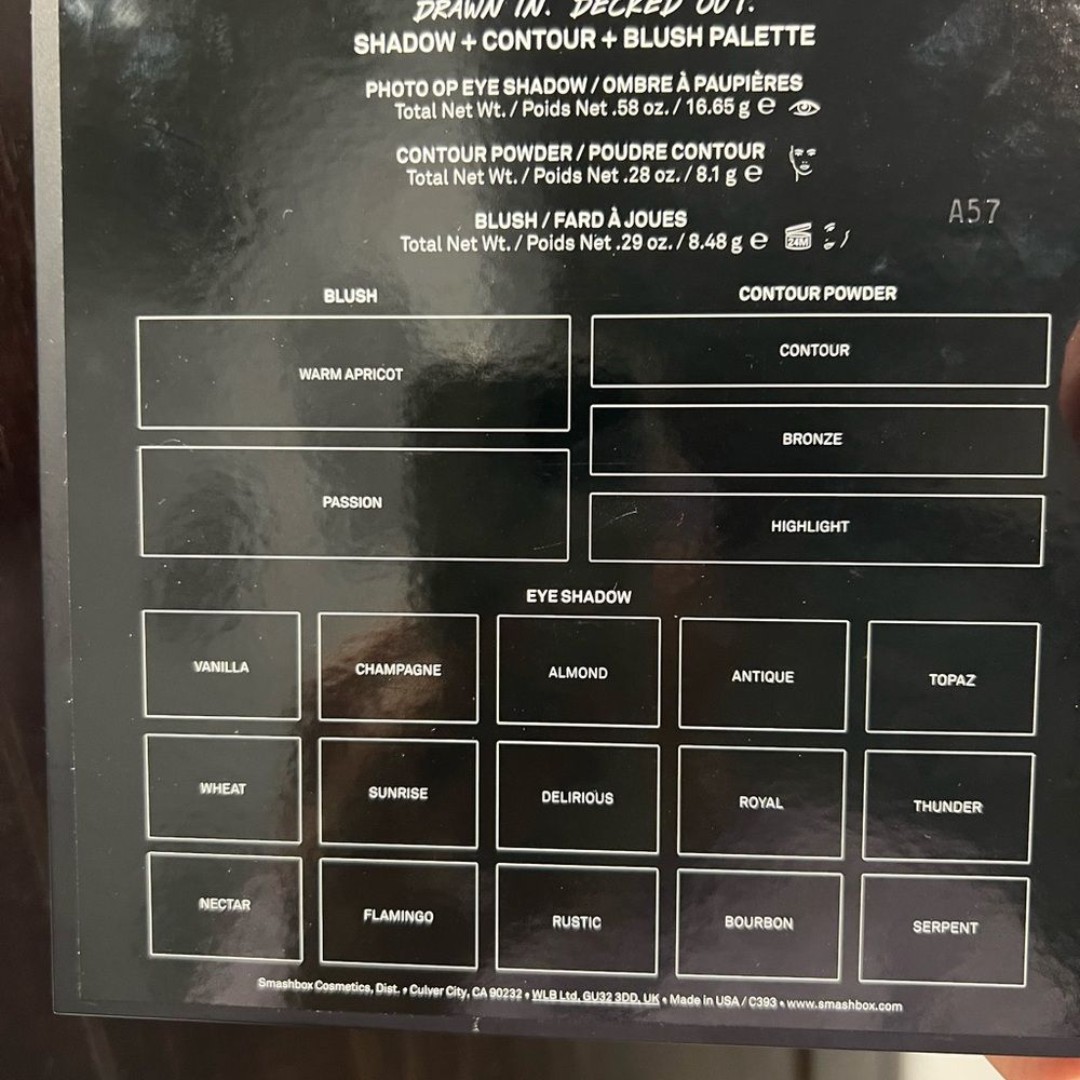 DRAWN IN. DECKED OUT.
SHADOW + CONTOUR + BLUSH PALETTE
PHOTO OP EYE SHADOW / OMBRE À PAUPIÈRES
Total Net Wt. / Poids Net .58 oz. / 16.65 g e
CONTOUR POWDER / POUDRE CONTOUR
Total Net Wt. / Poids Net .28 oz. / 8.1 g e
BLUSH / FARD À JOUES
Total Net Wt. / Poids Net .29 oz. / 8.48 g e 24M
A57
BLUSH
WARM APRICOT
PASSION
CONTOUR POWDER
CONTOUR
BRONZE
HIGHLIGHT
EYE SHADOW
VANILLA CHAMPAGNE ALMOND ANTIQUE TOPAZ
WHEAT SUNRISE DELIRIOUS ROYAL THUNDER
NECTAR FLAMINGO RUSTIC BOURBON SERPENT
Smashbox Cosmetics, Dist. • Culver City, CA 90232 • WLB Ltd, GU32 3DD, UK • Made in USA / C393 • www.smashbox.com